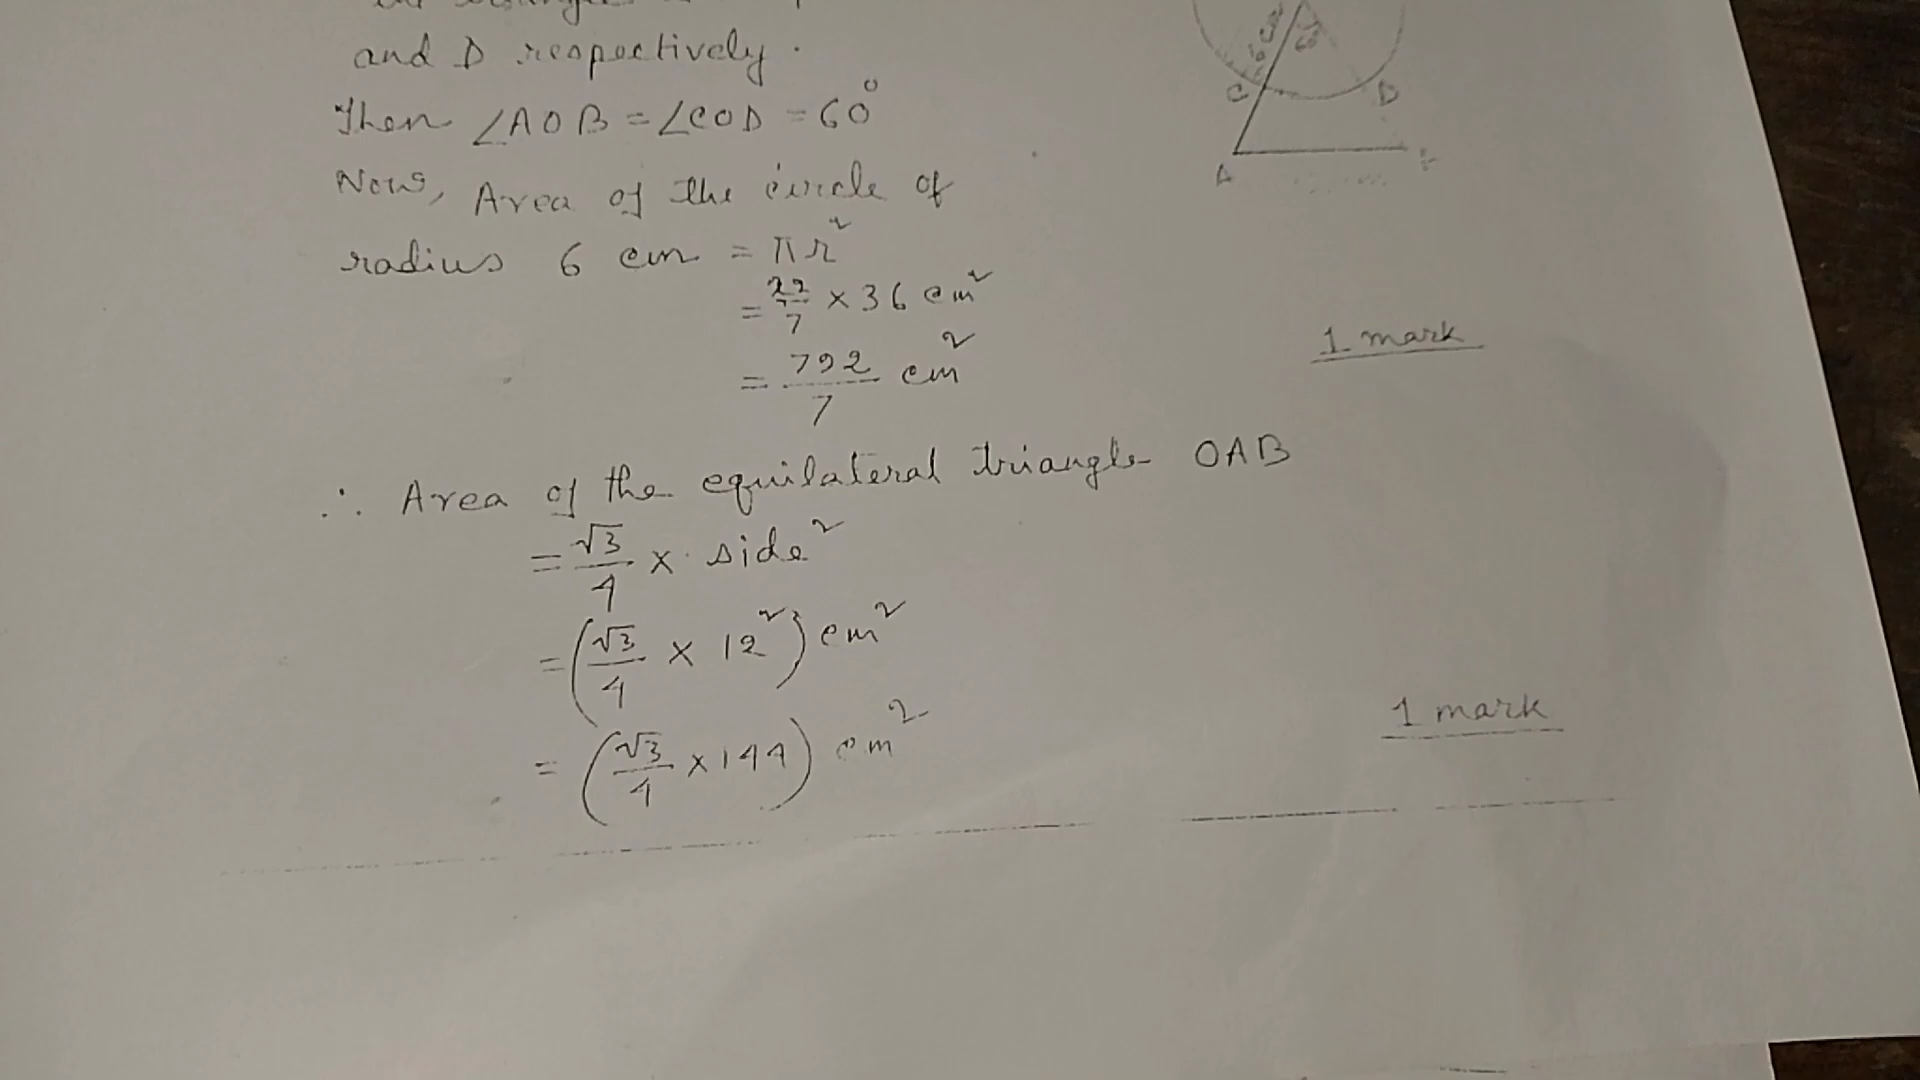 and D respectively.
Then ∠AOB = ∠COD = 60°
Now, Area of the circle of
radius 6 cm = πr²
= 22/7 × 36 cm²
= 792/7 cm²
∴ Area of the equilateral triangle OAB
= √3/4 × side²
= (√3/4 × 12²) cm²
= (√3/4 × 144) cm²
6 cm
60
C
D
A
1 mark
1 mark